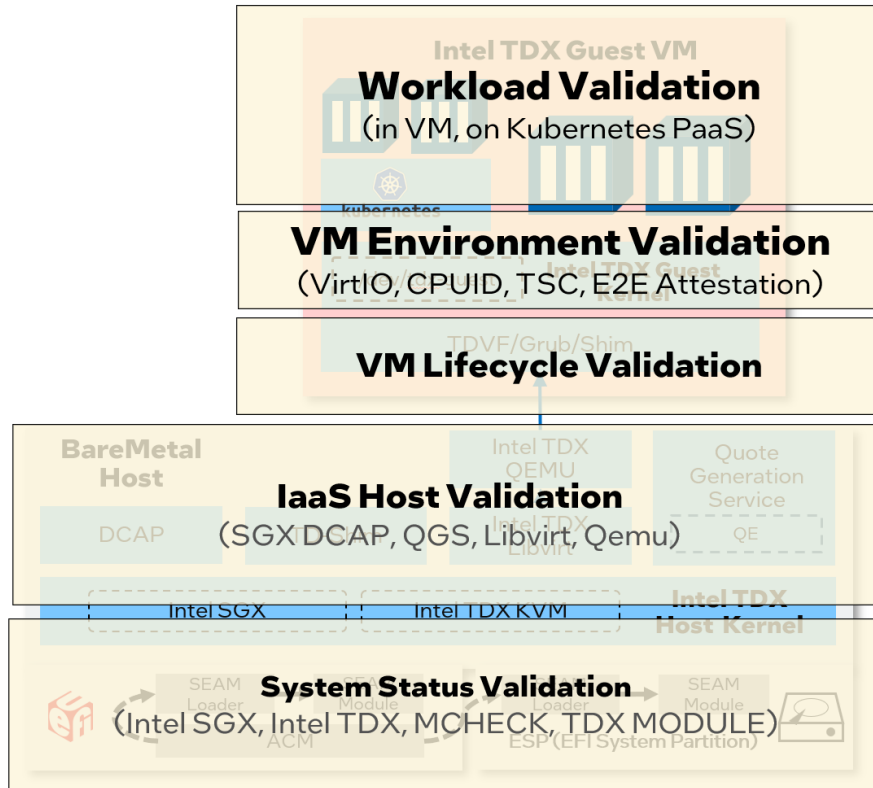 Intel TDX Guest VM
Workload Validation
(in VM, on Kubernetes PaaS)
kubernetes
VM Environment Validation
Intel TDX Guest
Kernel
(VirtIO, CPUID, TSC, E2E Attestation)
TDVF/Grub/Shim
VM Lifecycle Validation
BareMetal
Host
Intel TDX
QEMU
Quote
Generation
Service
IaaS Host Validation
(SGX DCAP, QGS, Libvirt, Qemu)
DCAP
Intel TDX
Libvirt
QE
Intel SGX
Intel TDX KVM
Intel TDX
Host Kernel
System Status Validation
SEAM
Loader
SEAM
Module
SEAM
Loader
SEAM
Module
(Intel SGX, Intel TDX, MCHECK, TDX MODULE)
ACM
ESP (EFI System Partition)